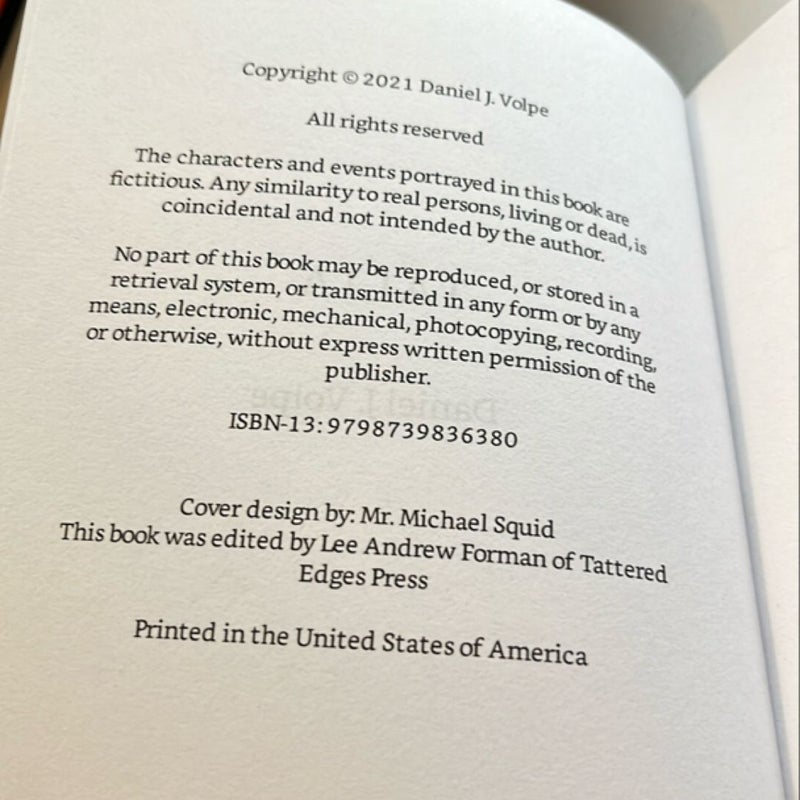 Copyright © 2021 Daniel J. Volpe
All rights reserved
The characters and events portrayed in this book are
fictitious. Any similarity to real persons, living or dead, is
coincidental and not intended by the author.
No part of this book may be reproduced, or stored in a
retrieval system, or transmitted in any form or by any
means, electronic, mechanical, photocopying, recording,
or otherwise, without express written permission of the
publisher.
Daniel J. Volpe
ISBN-13: 9798739836380
Cover design by: Mr. Michael Squid
This book was edited by Lee Andrew Forman of Tattered
Edges Press
Printed in the United States of America